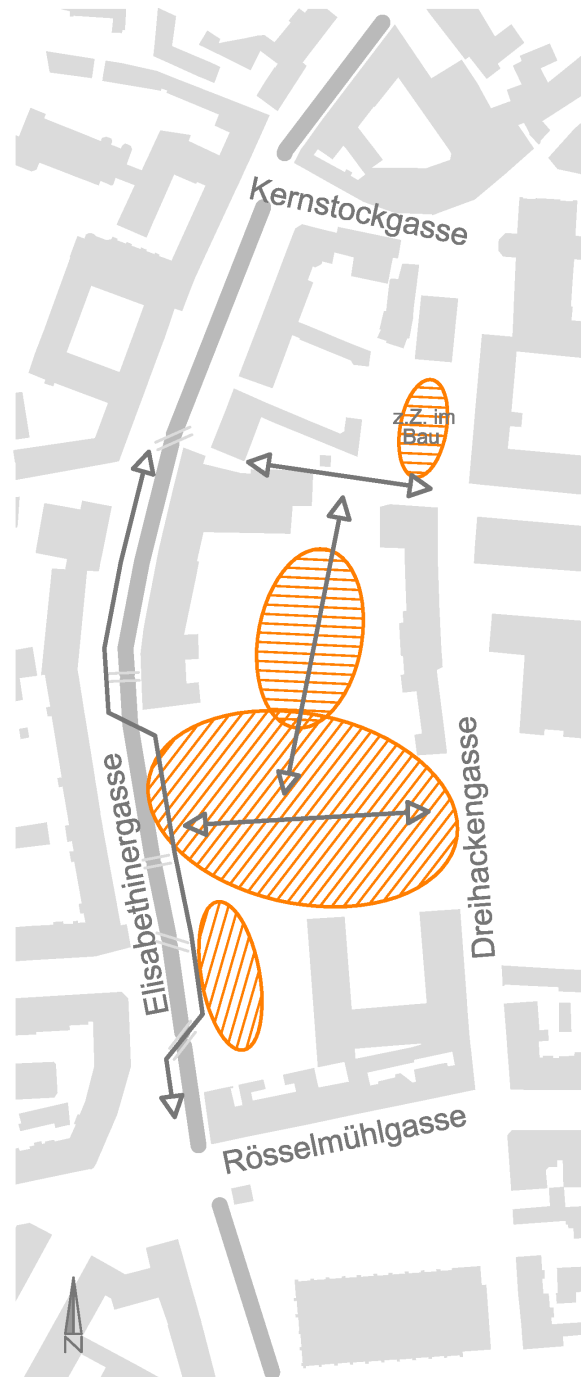 Kernstockgasse
z.Z. im
Bau
Elisabethinergasse
Dreihackengasse
Rösselmühlgasse
N